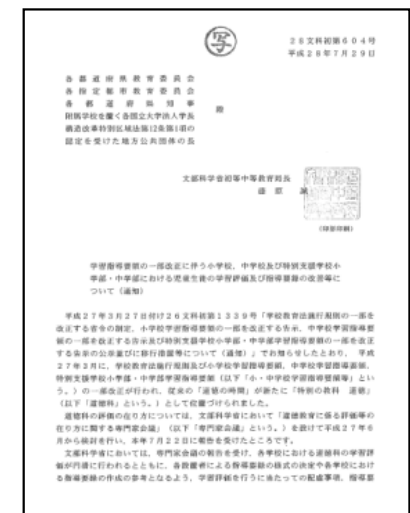 写
28文科初第604号
平成28年7月29日
各都道府県教育委員会
各指定都市教育委員会
各都道府県知事
附属学校を置く各国立大学法人学長
構造改革特別区域法第12条第1項の
認定を受けた地方公共団体の長
殿
文部科学省初等中等教育局長
藤原 誠
(印影印刷)
学習指導要領の一部改正に伴う小学校、中学校及び特別支援学校小
学部・中学部における児童生徒の学習評価及び指導要録の改善等に
ついて(通知)
平成27年3月27日付け26文科初第1339号「学校教育法施行規則の一部を
改正する省令の制定、小学校学習指導要領の一部を改正する告示、中学校学習指導要
領の一部を改正する告示及び特別支援学校小学部・中学部学習指導要領の一部を改正
する告示の公示並びに移行措置等について(通知)」でお知らせしたとおり、平成
27年3月に、学校教育法施行規則及び小学校学習指導要領、中学校学習指導要領、
特別支援学校小学部・中学部学習指導要領(以下「小・中学校学習指導要領等」とい
う。)の一部改正が行われ、従来の「道徳の時間」が新たに「特別の教科 道徳」
(以下「道徳科」という。)として位置づけられました。
道徳科の評価の在り方については、文部科学省において「道徳教育に係る評価等の
在り方に関する専門家会議」(以下「専門家会議」という。)を設けて平成27年6
月から検討を行い、本年7月22日に報告を受けたところです。
文部科学省においては、専門家会議の報告を受け、各学校における道徳科の学習評
価が円滑に行われるとともに、各設置者による指導要録の様式の決定や各学校におけ
る指導要録の作成の参考となるよう、学習評価を行うに当たっての配慮事項、指導要